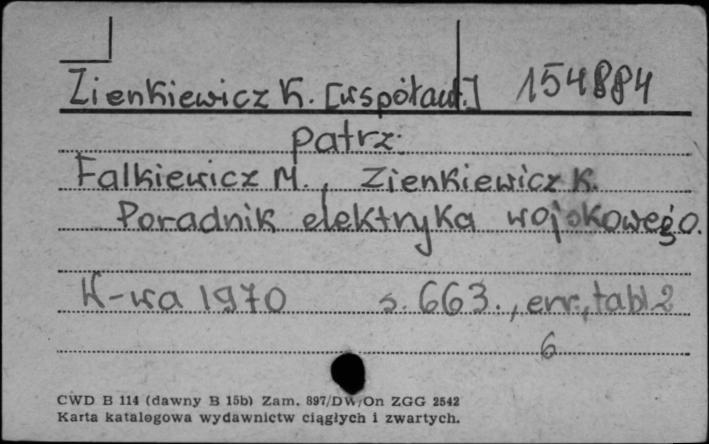 Zienkiewicz K. [współaut.] 154884
patrz:
Falkiewicz M., Zienkiewicz K.
Poradnik elektryka wojskowego.
W-wa 1970 s. 663., err., tabl 2
6
CWD B 114 (dawny B 15b) Zam. 897/DW/On ZGG 2542
Karta katalogowa wydawnictw ciągłych i zwartych.